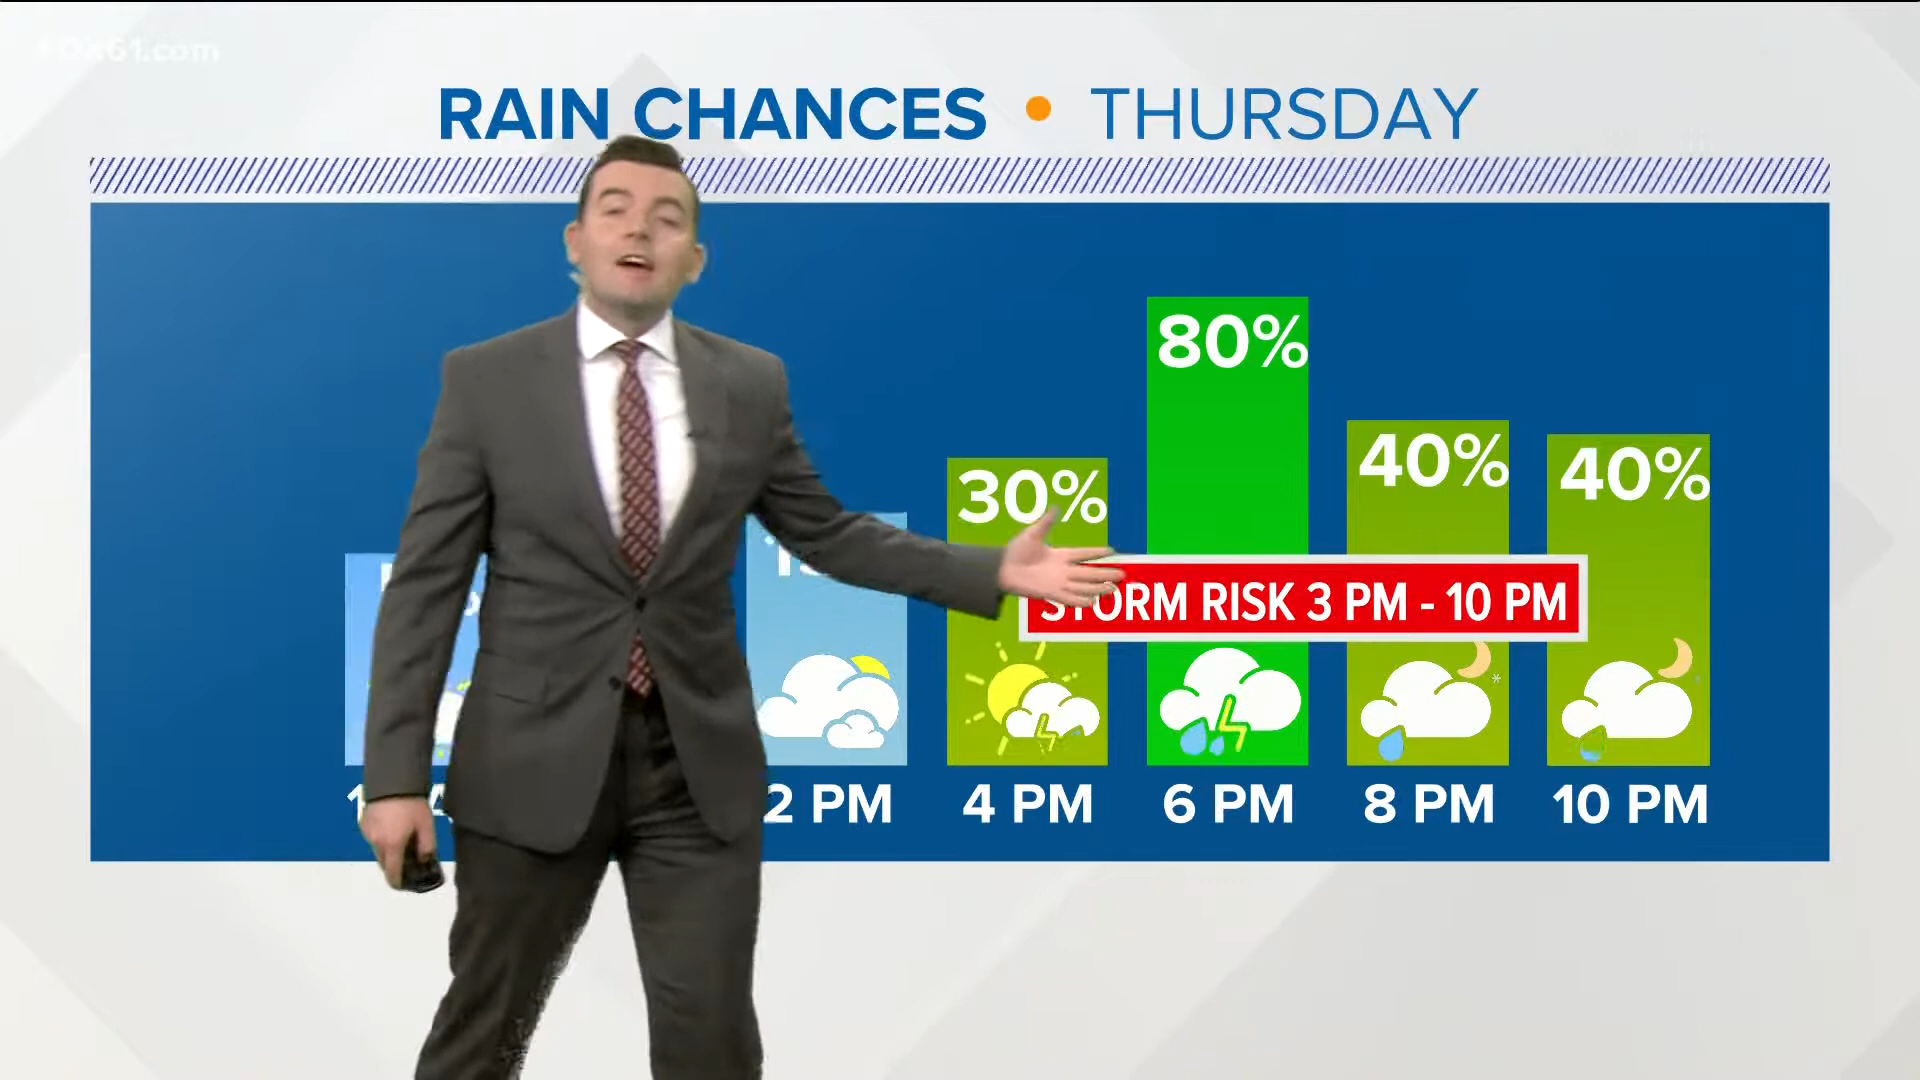 RAIN CHANCES • THURSDAY
80%
30%
40%
40%
STORM RISK 3 PM - 10 PM
2 PM
4 PM
6 PM
8 PM
10 PM